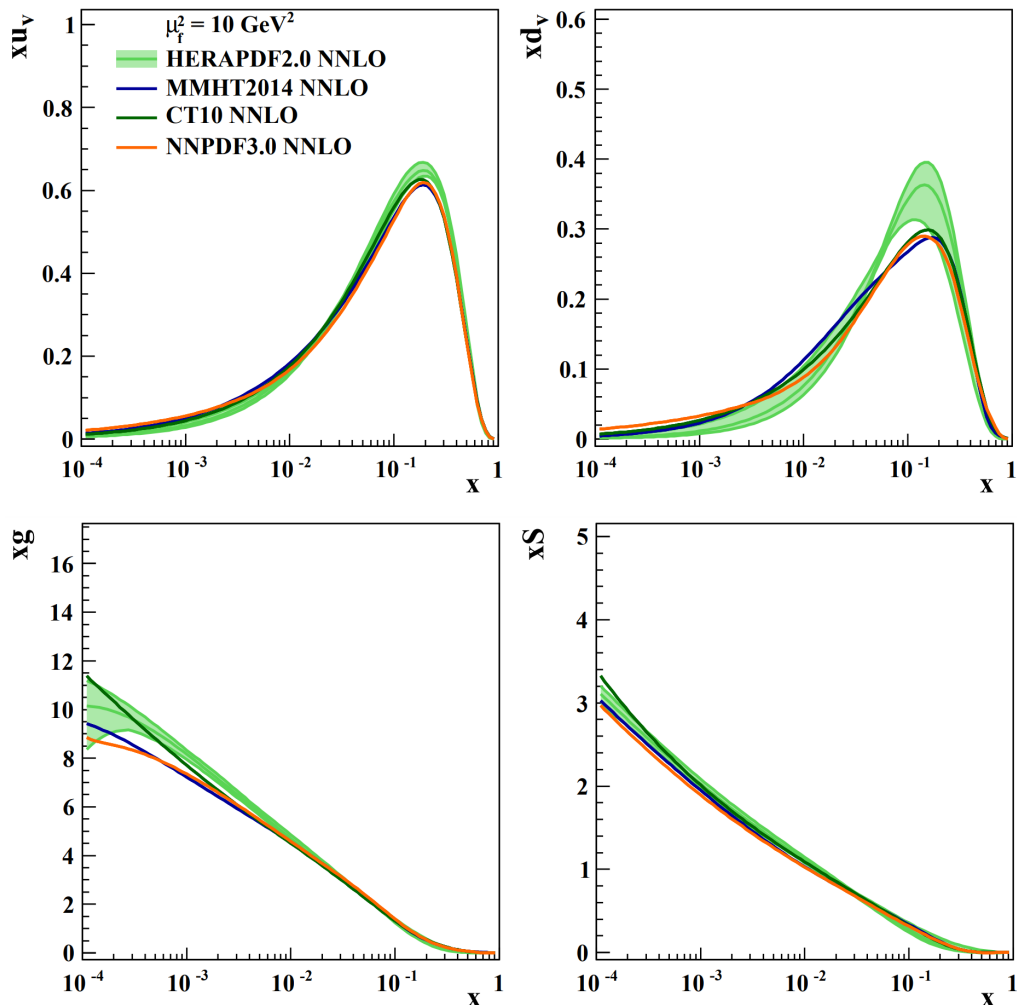 xu_v
μ_f^2 = 10 GeV^2
HERAPDF2.0 NNLO
MMHT2014 NNLO
CT10 NNLO
NNPDF3.0 NNLO
1
0.8
0.6
0.4
0.2
0
10^-4 10^-3 10^-2 10^-1 1
x
xd_v
0.6
0.5
0.4
0.3
0.2
0.1
0
10^-4 10^-3 10^-2 10^-1 1
x
xg
16
14
12
10
8
6
4
2
0
10^-4 10^-3 10^-2 10^-1 1
x
xS
5
4
3
2
1
0
10^-4 10^-3 10^-2 10^-1 1
x